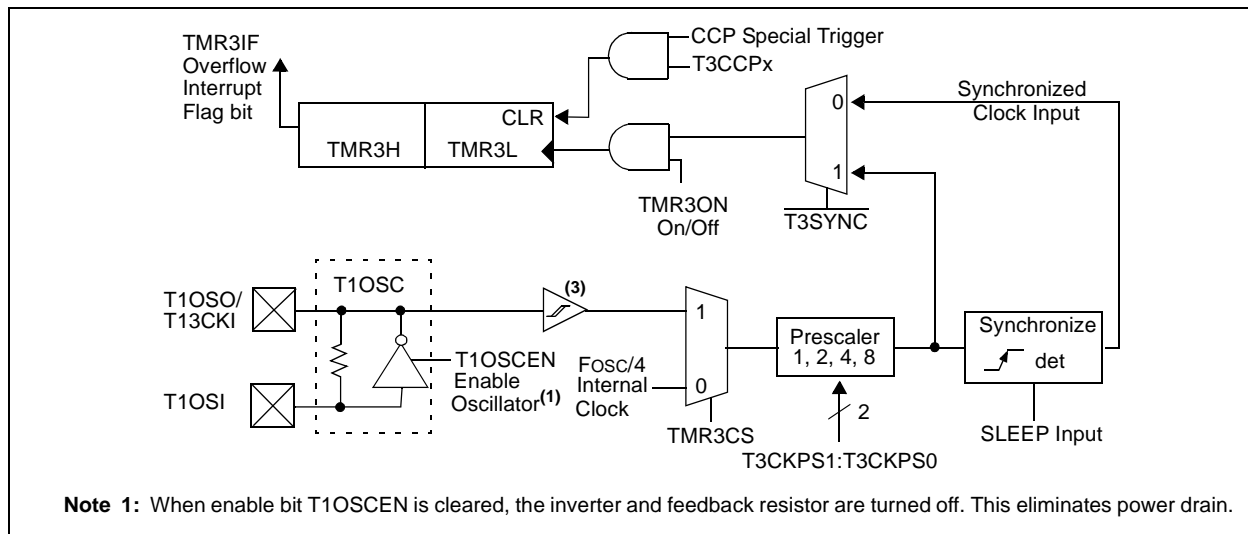 TMR3IF
Overflow
Interrupt
Flag bit
CCP Special Trigger
T3CCPx
CLR
TMR3H
TMR3L
TMR3ON
On/Off
0
1
T3SYNC
Synchronized
Clock Input
T1OSC
T1OSO/
T13CKI
T1OSI
T1OSCEN
Enable
Oscillator(1)
(3)
FOSC/4
Internal
Clock
1
0
TMR3CS
Prescaler
1, 2, 4, 8
2
T3CKPS1:T3CKPS0
Synchronize
det
SLEEP Input
Note 1: When enable bit T1OSCEN is cleared, the inverter and feedback resistor are turned off. This eliminates power drain.